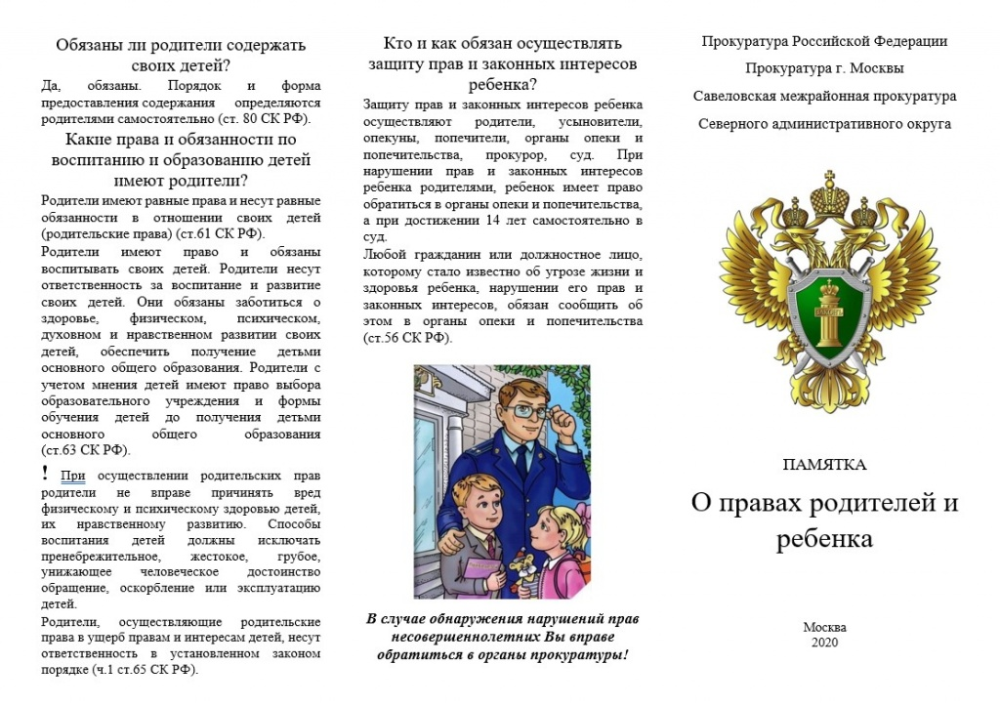 Обязаны ли родители содержать
своих детей?
Да, обязаны. Порядок и форма
предоставления содержания определяются
родителями самостоятельно (ст. 80 СК РФ).
Какие права и обязанности по
воспитанию и образованию детей
имеют родители?
Родители имеют равные права и несут равные
обязанности в отношении своих детей
(родительские права) (ст.61 СК РФ).
Родители имеют право и обязаны
воспитывать своих детей. Родители несут
ответственность за воспитание и развитие
своих детей. Они обязаны заботиться о
здоровье, физическом, психическом,
духовном и нравственном развитии своих
детей, обеспечить получение детьми
основного общего образования. Родители с
учетом мнения детей имеют право выбора
образовательного учреждения и формы
обучения детей до получения детьми
основного общего образования
(ст.63 СК РФ).
! При осуществлении родительских прав
родители не вправе причинять вред
физическому и психическому здоровью детей,
их нравственному развитию. Способы
воспитания детей должны исключать
пренебрежительное, жестокое, грубое,
унижающее человеческое достоинство
обращение, оскорбление или эксплуатацию
детей.
Родители, осуществляющие родительские
права в ущерб правам и интересам детей, несут
ответственность в установленном законом
порядке (ч.1 ст.65 СК РФ).
Кто и как обязан осуществлять
защиту прав и законных интересов
ребенка?
Защиту прав и законных интересов ребенка
осуществляют родители, усыновители,
опекуны, попечители, органы опеки и
попечительства, прокурор, суд. При
нарушении прав и законных интересов
ребенка родителями, ребенок имеет право
обратиться в органы опеки и попечительства,
а при достижении 14 лет самостоятельно в
суд.
Любой гражданин или должностное лицо,
которому стало известно об угрозе жизни и
здоровья ребенка, нарушении его прав и
законных интересов, обязан сообщить об
этом в органы опеки и попечительства
(ст.56 СК РФ).
В случае обнаружения нарушений прав
несовершеннолетних Вы вправе
обратиться в органы прокуратуры!
Прокуратура Российской Федерации
Прокуратура г. Москвы
Савеловская межрайонная прокуратура
Северного административного округа
ПАМЯТКА
О правах родителей и
ребенка
Москва
2020